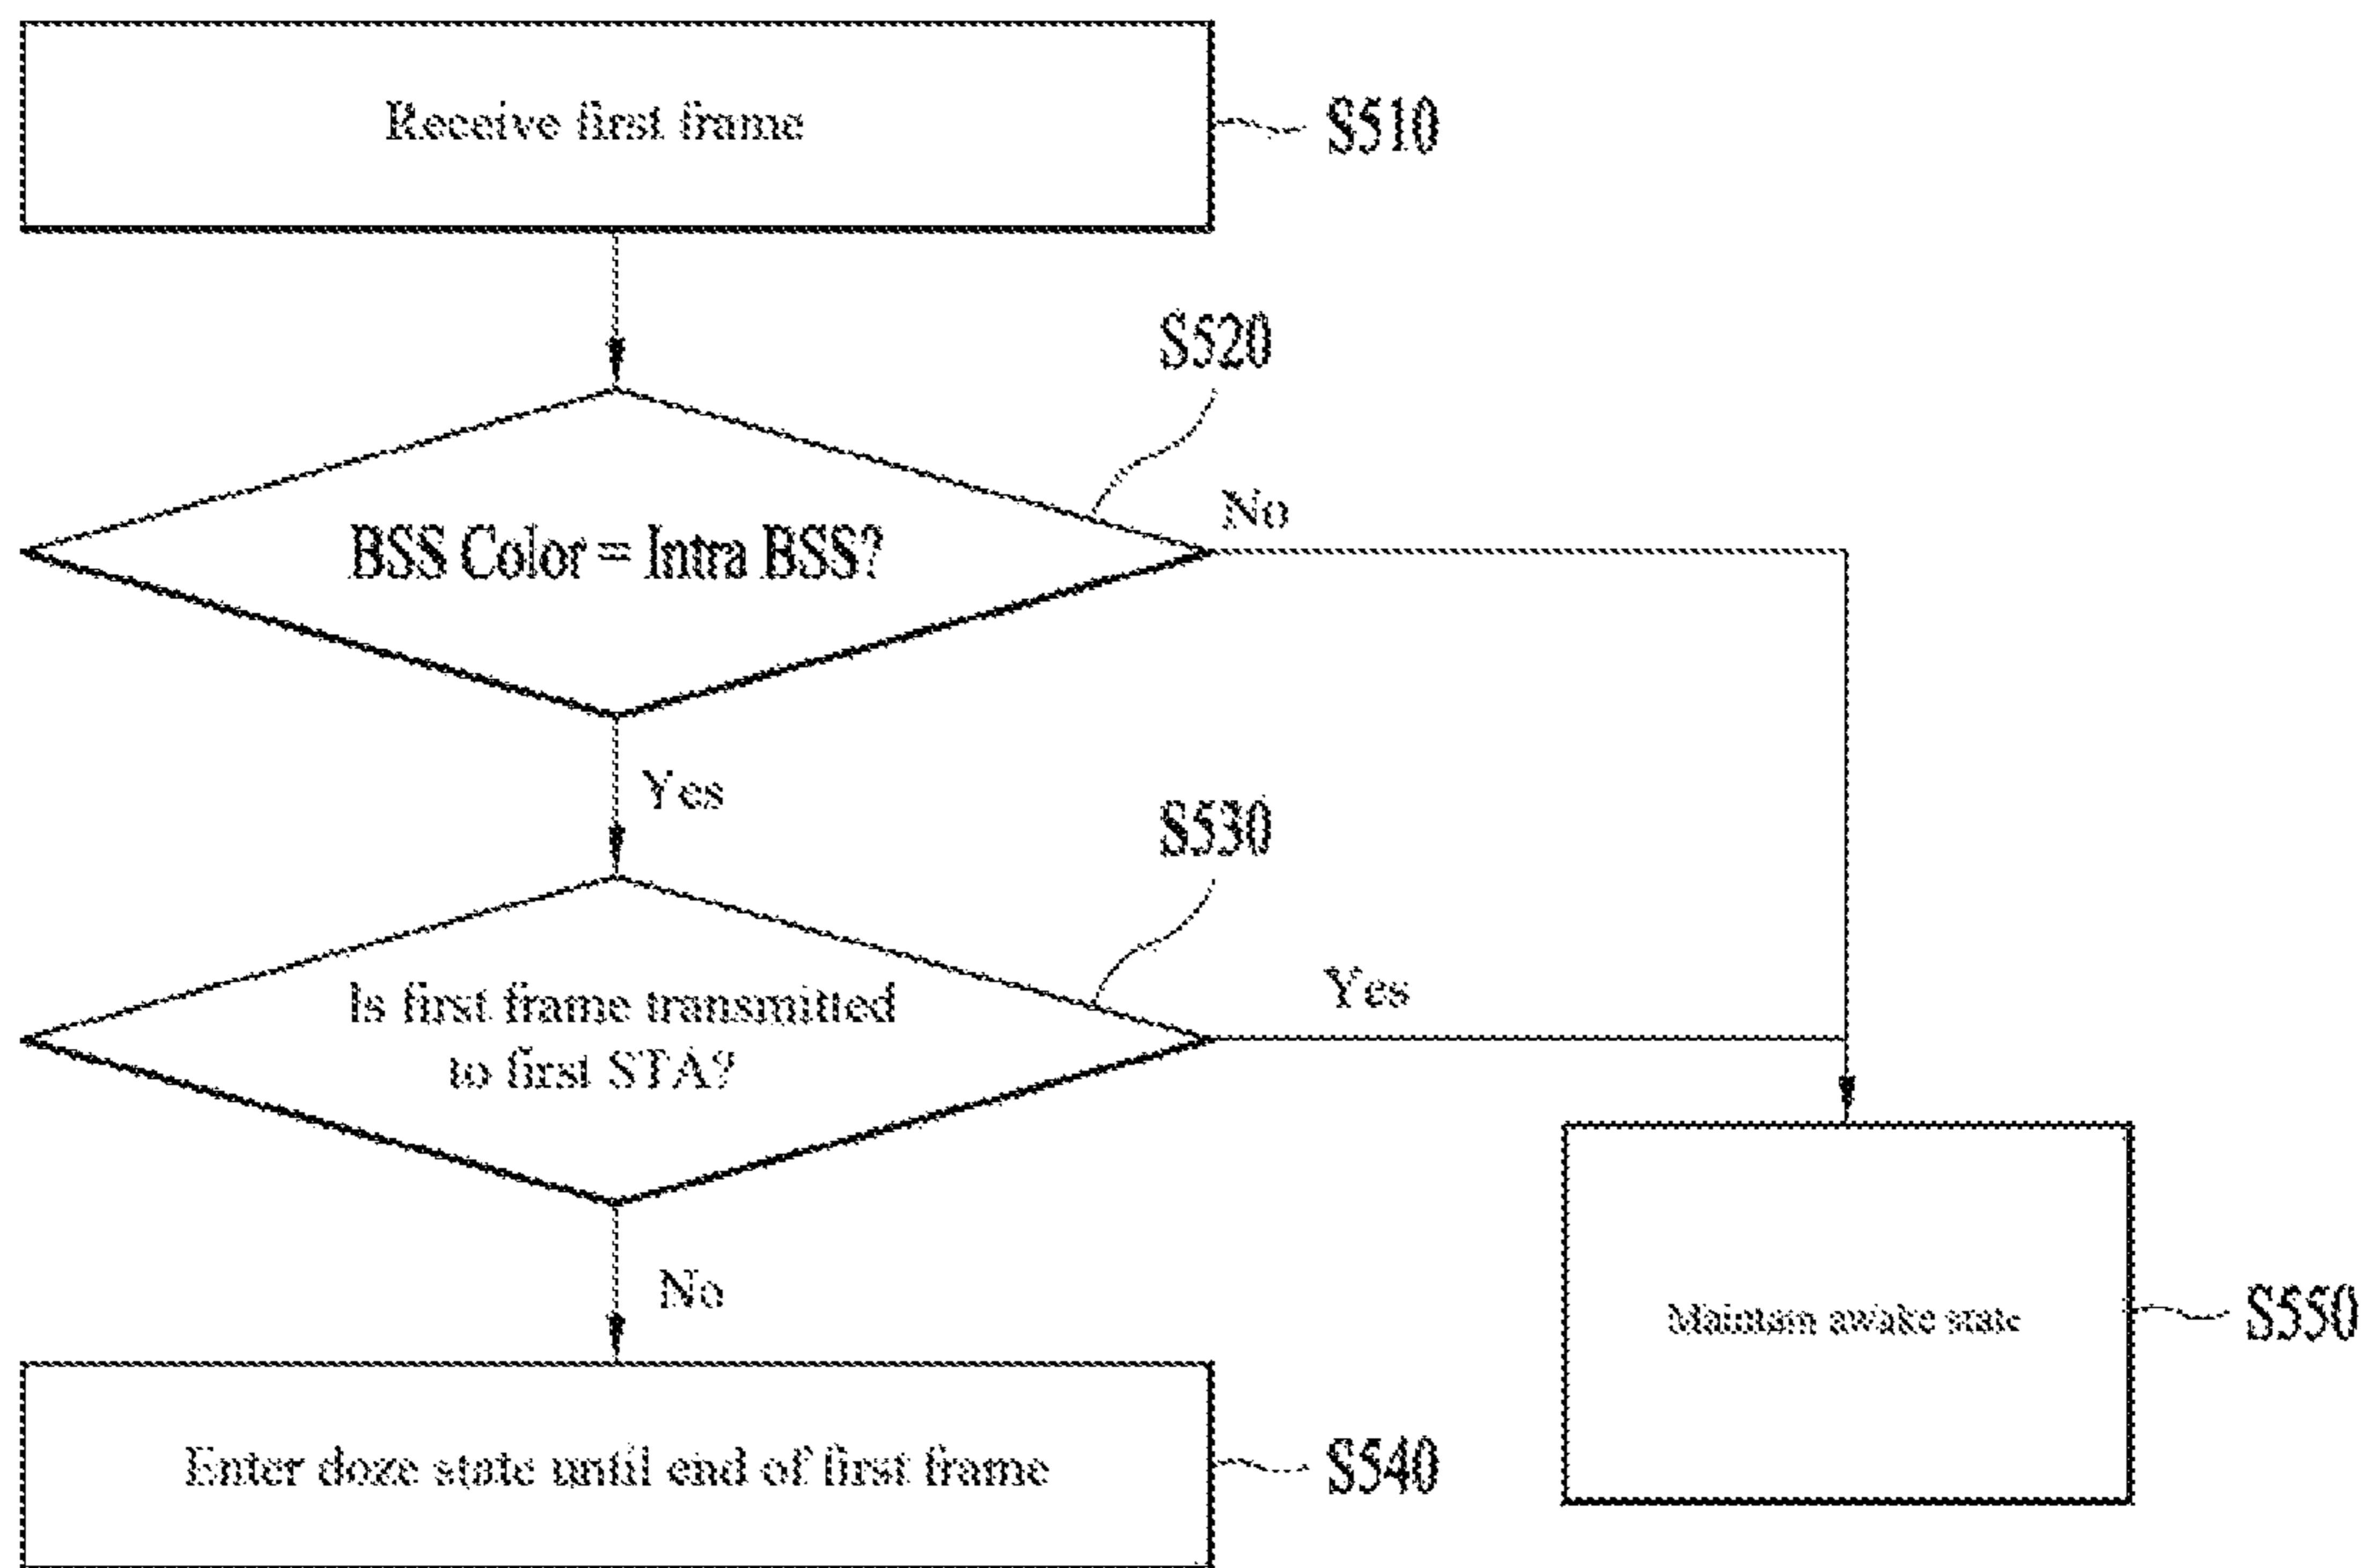 Receive first frame
S510
S520
BSS Color = Intra BSS?
No
Yes
S530
Is first frame transmitted
to first STA?
Yes
No
Maintain awake state
S550
Enter doze state until end of first frame
S540